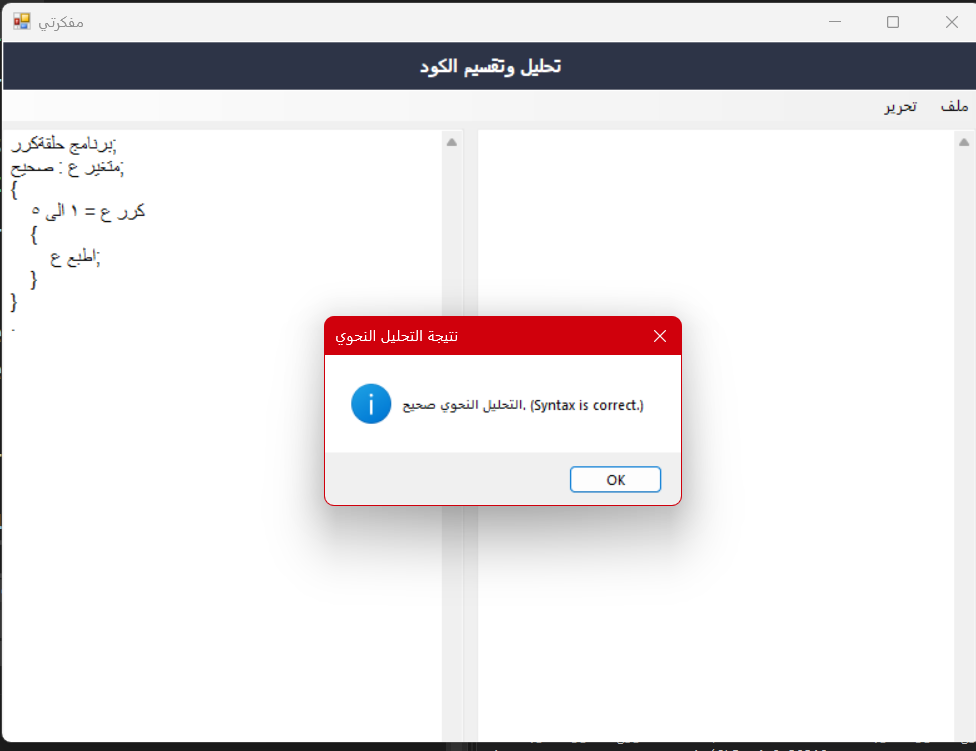 مفكرتي
تحليل وتقسيم الكود
ملف تحرير
برنامج حلقةكرر;
متغير ع : صحيح;
{
كرر ع = ١ الى ٥
{
اطبع ع;
}
}
.
نتيجة التحليل النحوي
التحليل النحوي صحيح. (Syntax is correct.)
OK